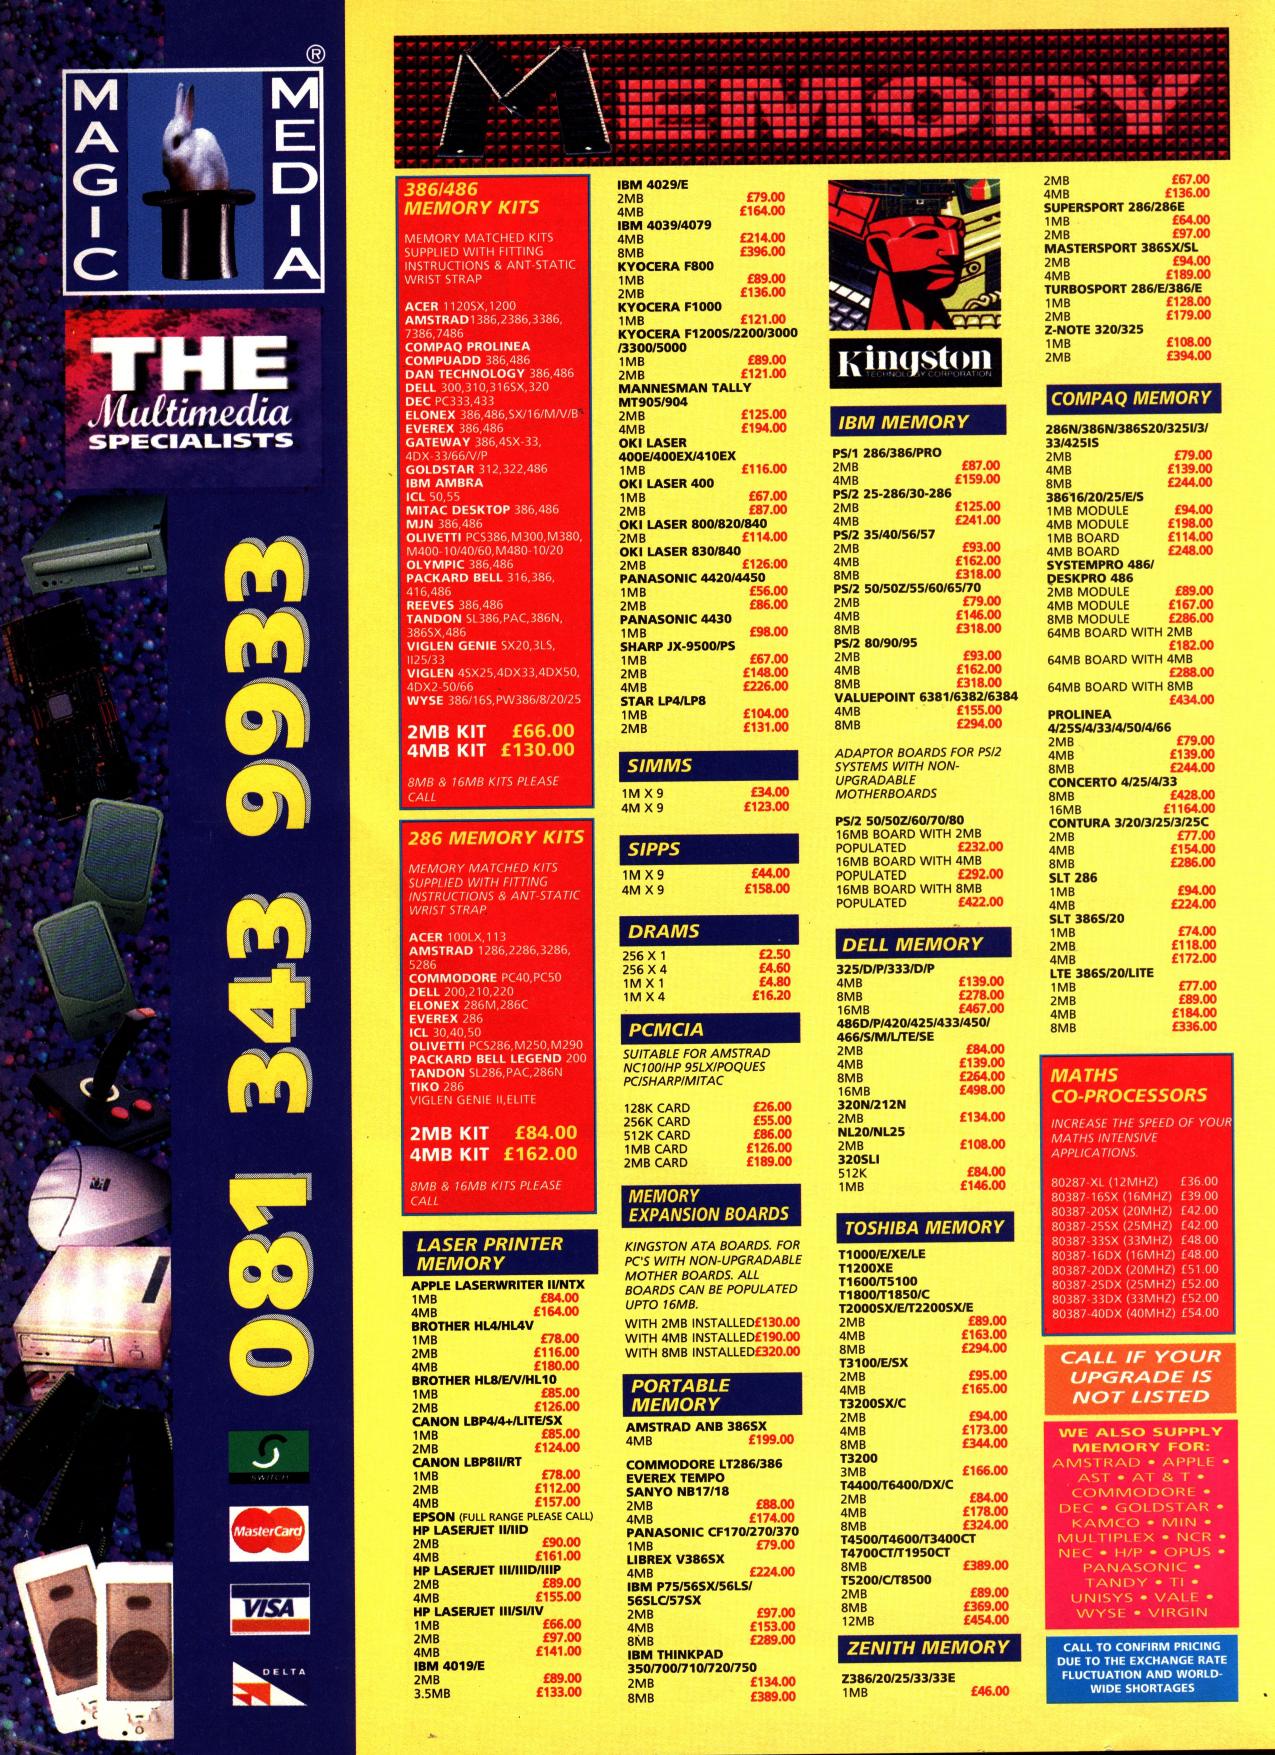 ®
MAGIC
MEDIA
THE
Multimedia
SPECIALISTS
081 343 9933
SWITCH
MasterCard
VISA
DELTA
MEMORY
386/486
MEMORY KITS
MEMORY MATCHED KITS
SUPPLIED WITH FITTING
INSTRUCTIONS & ANT-STATIC
WRIST STRAP
ACER 1120SX,1200
AMSTRAD1386,2386,3386,
7386,7486
COMPAQ PROLINEA
COMPUADD 386,486
DAN TECHNOLOGY 386,486
DELL 300,310,316SX,320
DEC PC333,433
ELONEX 386,486,SX/16/M/V/B
EVEREX 386,486
GATEWAY 386,4SX-33,
4DX-33/66/V/P
GOLDSTAR 312,322,486
IBM AMBRA
ICL 50,55
MITAC DESKTOP 386,486
MJN 386,486
OLIVETTI PCS386,M300,M380,
M400-10/40/60,M480-10/20
OLYMPIC 386,486
PACKARD BELL 316,386,
416,486
REEVES 386,486
TANDON SL386,PAC,386N,
386SX,486
VIGLEN GENIE SX20,3LS,
II25/33
VIGLEN 4SX25,4DX33,4DX50,
4DX2-50/66
WYSE 386/16S,PW386/8/20/25
2MB KIT £66.00
4MB KIT £130.00
8MB & 16MB KITS PLEASE
CALL
286 MEMORY KITS
MEMORY MATCHED KITS
SUPPLIED WITH FITTING
INSTRUCTIONS & ANT-STATIC
WRIST STRAP
ACER 100LX,113
AMSTRAD 1286,2286,3286,
5286
COMMODORE PC40,PC50
DELL 200,210,220
ELONEX 286M,286C
EVEREX 286
ICL 30,40,50
OLIVETTI PCS286,M250,M290
PACKARD BELL LEGEND 200
TANDON SL286,PAC,286N
TIKO 286
VIGLEN GENIE II,ELITE
2MB KIT £84.00
4MB KIT £162.00
8MB & 16MB KITS PLEASE
CALL
LASER PRINTER
MEMORY
APPLE LASERWRITER II/NTX
1MB £84.00
4MB £164.00
BROTHER HL4/HL4V
1MB £78.00
2MB £116.00
4MB £180.00
BROTHER HL8/E/V/HL10
1MB £85.00
2MB £126.00
CANON LBP4/4+/LITE/SX
1MB £85.00
2MB £124.00
CANON LBP8II/RT
1MB £78.00
2MB £112.00
4MB £157.00
EPSON (FULL RANGE PLEASE CALL)
HP LASERJET II/IID
2MB £90.00
4MB £161.00
HP LASERJET III/IIID/IIIP
2MB £89.00
4MB £155.00
HP LASERJET III/SI/IV
1MB £66.00
2MB £97.00
4MB £141.00
IBM 4019/E
2MB £89.00
3.5MB £133.00
IBM 4029/E
2MB £79.00
4MB £164.00
IBM 4039/4079
4MB £214.00
8MB £396.00
KYOCERA F800
1MB £89.00
2MB £136.00
KYOCERA F1000
1MB £121.00
KYOCERA F1200S/2200/3000
/3300/5000
1MB £89.00
2MB £121.00
MANNESMAN TALLY
MT905/904
2MB £125.00
4MB £194.00
OKI LASER
400E/400EX/410EX
1MB £116.00
OKI LASER 400
1MB £67.00
2MB £87.00
OKI LASER 800/820/840
2MB £114.00
OKI LASER 830/840
2MB £126.00
PANASONIC 4420/4450
1MB £56.00
2MB £86.00
PANASONIC 4430
1MB £98.00
SHARP JX-9500/PS
1MB £67.00
2MB £148.00
4MB £226.00
STAR LP4/LP8
1MB £104.00
2MB £131.00
SIMMS
1M X 9 £34.00
4M X 9 £123.00
SIPPS
1M X 9 £44.00
4M X 9 £158.00
DRAMS
256 X 1 £2.50
256 X 4 £4.60
1M X 1 £4.80
1M X 4 £16.20
PCMCIA
SUITABLE FOR AMSTRAD
NC100/HP 95LX/POQUES
PC/SHARP/MITAC
128K CARD £26.00
256K CARD £55.00
512K CARD £86.00
1MB CARD £126.00
2MB CARD £189.00
MEMORY
EXPANSION BOARDS
KINGSTON ATA BOARDS. FOR
PC'S WITH NON-UPGRADABLE
MOTHER BOARDS. ALL
BOARDS CAN BE POPULATED
UPTO 16MB.
WITH 2MB INSTALLED£130.00
WITH 4MB INSTALLED£190.00
WITH 8MB INSTALLED£320.00
PORTABLE
MEMORY
AMSTRAD ANB 386SX
4MB £199.00
COMMODORE LT286/386
EVEREX TEMPO
SANYO NB17/18
2MB £88.00
4MB £174.00
PANASONIC CF170/270/370
1MB £79.00
LIBREX V386SX
4MB £224.00
IBM P75/56SX/56LS/
56SLC/57SX
2MB £97.00
4MB £153.00
8MB £289.00
IBM THINKPAD
350/700/710/720/750
2MB £134.00
8MB £389.00
Kingston
TECHNOLOGY CORPORATION
IBM MEMORY
PS/1 286/386/PRO
2MB £87.00
4MB £159.00
PS/2 25-286/30-286
2MB £125.00
4MB £241.00
PS/2 35/40/56/57
2MB £93.00
4MB £162.00
8MB £318.00
PS/2 50/50Z/55/60/65/70
2MB £79.00
4MB £146.00
8MB £318.00
PS/2 80/90/95
2MB £93.00
4MB £162.00
8MB £318.00
VALUEPOINT 6381/6382/6384
4MB £155.00
8MB £294.00
ADAPTOR BOARDS FOR PS/2
SYSTEMS WITH NON-
UPGRADABLE
MOTHERBOARDS
PS/2 50/50Z/60/70/80
16MB BOARD WITH 2MB
POPULATED £232.00
16MB BOARD WITH 4MB
POPULATED £292.00
16MB BOARD WITH 8MB
POPULATED £422.00
DELL MEMORY
325/D/P/333/D/P
4MB £139.00
8MB £278.00
16MB £467.00
486D/P/420/425/433/450/
466/S/M/L/TE/SE
2MB £84.00
4MB £139.00
8MB £264.00
16MB £498.00
320N/212N
2MB £134.00
NL20/NL25
2MB £108.00
320SLI
512K £84.00
1MB £146.00
TOSHIBA MEMORY
T1000/E/XE/LE
T1200XE
T1600/T5100
T1800/T1850/C
T2000SX/E/T2200SX/E
2MB £89.00
4MB £163.00
8MB £294.00
T3100/E/SX
2MB £95.00
4MB £165.00
T3200SX/C
2MB £94.00
4MB £173.00
8MB £344.00
T3200
3MB £166.00
T4400/T6400/DX/C
2MB £84.00
4MB £178.00
8MB £324.00
T4500/T4600/T3400CT
T4700CT/T1950CT
8MB £389.00
T5200/C/T8500
2MB £89.00
8MB £369.00
12MB £454.00
ZENITH MEMORY
Z386/20/25/33/33E
1MB £46.00
2MB £67.00
4MB £136.00
SUPERSPORT 286/286E
1MB £64.00
2MB £97.00
MASTERSPORT 386SX/SL
2MB £94.00
4MB £189.00
TURBOSPORT 286/E/386/E
1MB £128.00
2MB £179.00
Z-NOTE 320/325
1MB £108.00
2MB £394.00
COMPAQ MEMORY
286N/386N/386S20/325I/3/
33/425IS
2MB £79.00
4MB £139.00
8MB £244.00
386'16/20/25/E/S
1MB MODULE £94.00
4MB MODULE £198.00
1MB BOARD £114.00
4MB BOARD £248.00
SYSTEMPRO 486/
DESKPRO 486
2MB MODULE £89.00
4MB MODULE £167.00
8MB MODULE £286.00
64MB BOARD WITH 2MB
£182.00
64MB BOARD WITH 4MB
£288.00
64MB BOARD WITH 8MB
£434.00
PROLINEA
4/25S/4/33/4/50/4/66
2MB £79.00
4MB £139.00
8MB £244.00
CONCERTO 4/25/4/33
8MB £428.00
16MB £1164.00
CONTURA 3/20/3/25/3/25C
2MB £77.00
4MB £154.00
8MB £286.00
SLT 286
1MB £94.00
4MB £224.00
SLT 386S/20
1MB £74.00
2MB £118.00
4MB £172.00
LTE 386S/20/LITE
1MB £77.00
2MB £89.00
4MB £184.00
8MB £336.00
MATHS
CO-PROCESSORS
INCREASE THE SPEED OF YOUR
MATHS INTENSIVE
APPLICATIONS.
80287-XL (12MHZ) £36.00
80387-16SX (16MHZ) £39.00
80387-20SX (20MHZ) £42.00
80387-25SX (25MHZ) £42.00
80387-33SX (33MHZ) £48.00
80387-16DX (16MHZ) £48.00
80387-20DX (20MHZ) £51.00
80387-25DX (25MHZ) £52.00
80387-33DX (33MHZ) £52.00
80387-40DX (40MHZ) £54.00
CALL IF YOUR
UPGRADE IS
NOT LISTED
WE ALSO SUPPLY
MEMORY FOR:
AMSTRAD • APPLE •
AST • AT & T •
COMMODORE •
DEC • GOLDSTAR •
KAMCO • MIN •
MULTIPLEX • NCR •
NEC • H/P • OPUS •
PANASONIC •
TANDY • TI •
UNISYS • VALE •
WYSE • VIRGIN
CALL TO CONFIRM PRICING
DUE TO THE EXCHANGE RATE
FLUCTUATION AND WORLD-
WIDE SHORTAGES